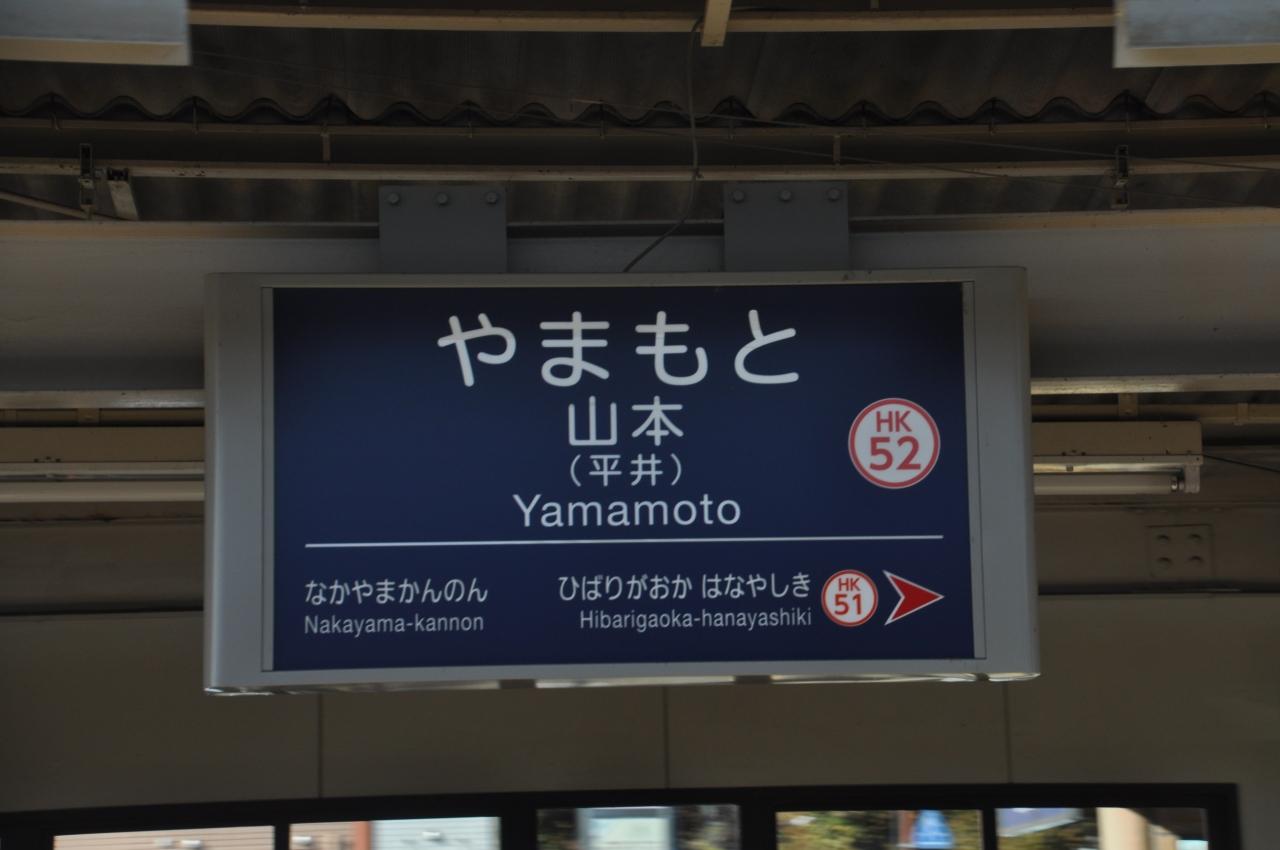 やまもと
山本
(平井)
HK
52
Yamamoto
なかやまかんのん
Nakayama-kannon
ひばりがおか はなやしき
Hibarigaoka-hanayashiki
HK
51